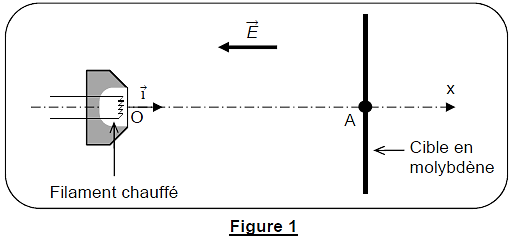 E
i
x
O
A
Cible en
molybdène
Filament chauffé
Figure 1